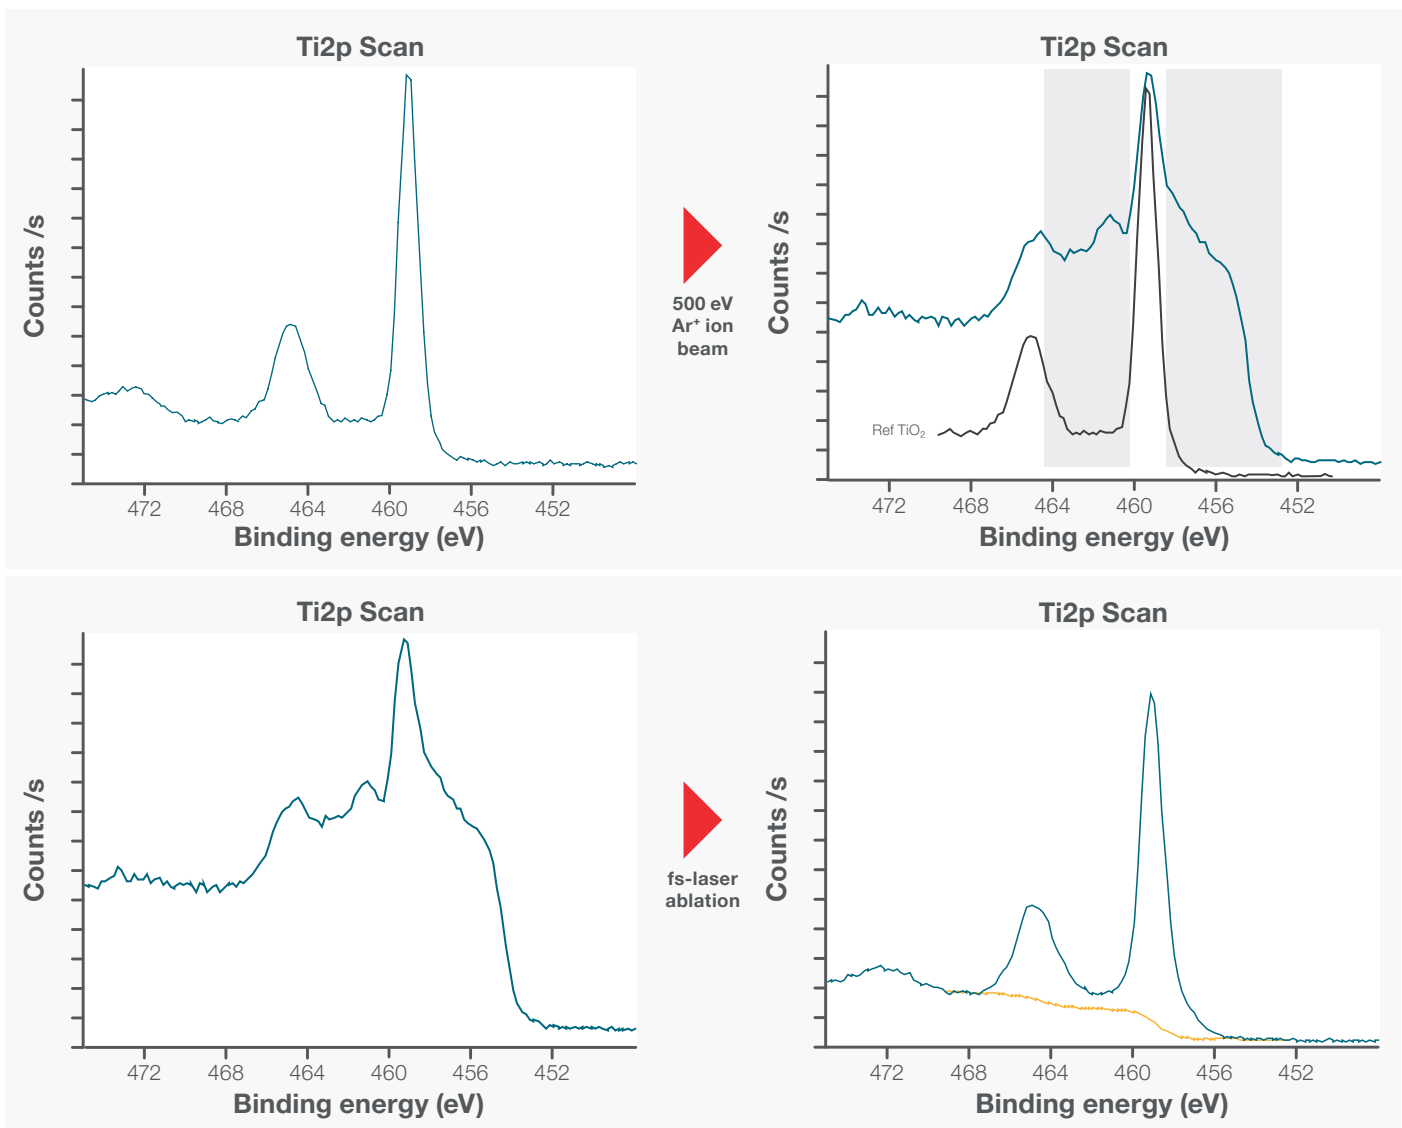 Ti2p Scan
Counts /s
472 468 464 460 456 452
Binding energy (eV)
500 eV
Ar⁺ ion
beam
Ti2p Scan
Counts /s
Ref TiO₂
472 468 464 460 456 452
Binding energy (eV)
Ti2p Scan
Counts /s
472 468 464 460 456 452
Binding energy (eV)
fs-laser
ablation
Ti2p Scan
Counts /s
472 468 464 460 456 452
Binding energy (eV)